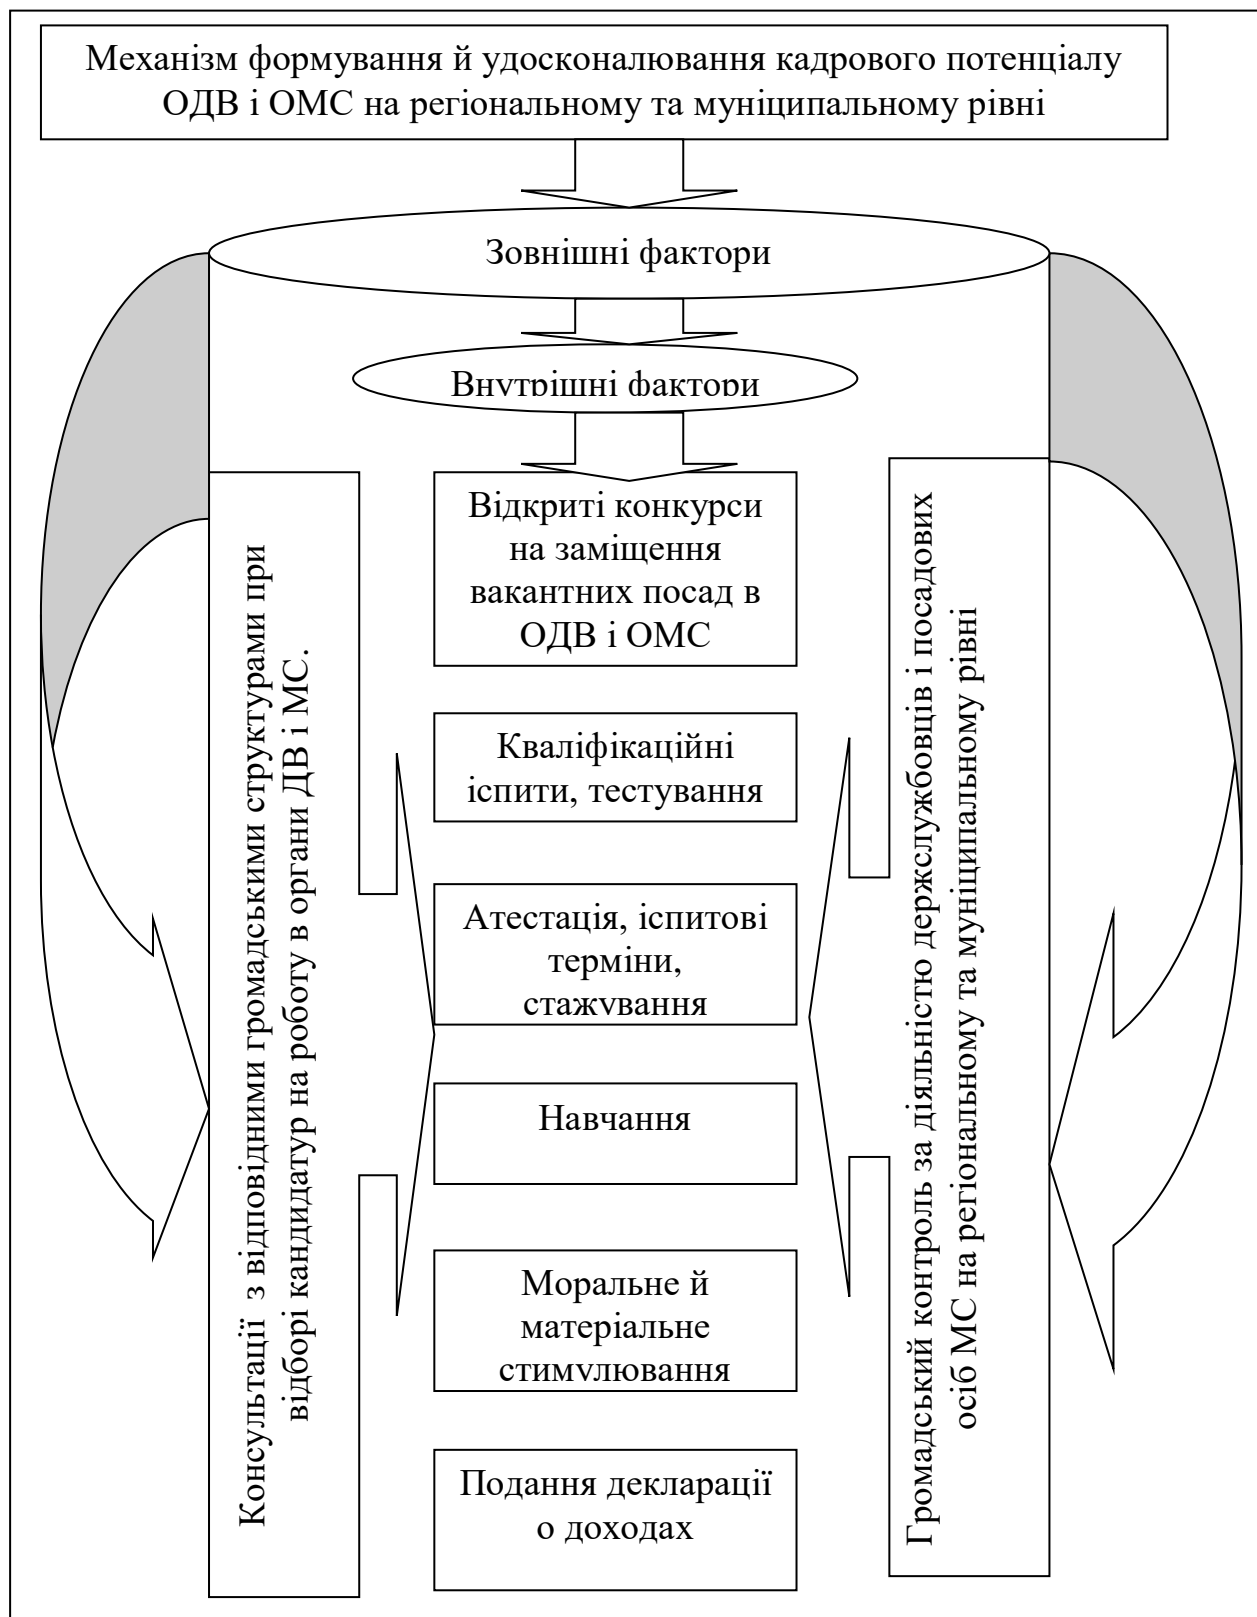 Механізм формування й удосконалювання кадрового потенціалу
ОДВ і ОМС на регіональному та муніципальному рівні
Зовнішні фактори
Внутрішні фактори
Консультації з відповідними громадськими структурами при
відборі кандидатур на роботу в органи ДВ і МС.
Відкриті конкурси
на заміщення
вакантних посад в
ОДВ і ОМС
Кваліфікаційні
іспити, тестування
Атестація, іспитові
терміни,
стажування
Навчання
Моральне й
матеріальне
стимулювання
Подання декларації
о доходах
Громадський контроль за діяльністю держслужбовців і посадових
осіб МС на регіональному та муніципальному рівні